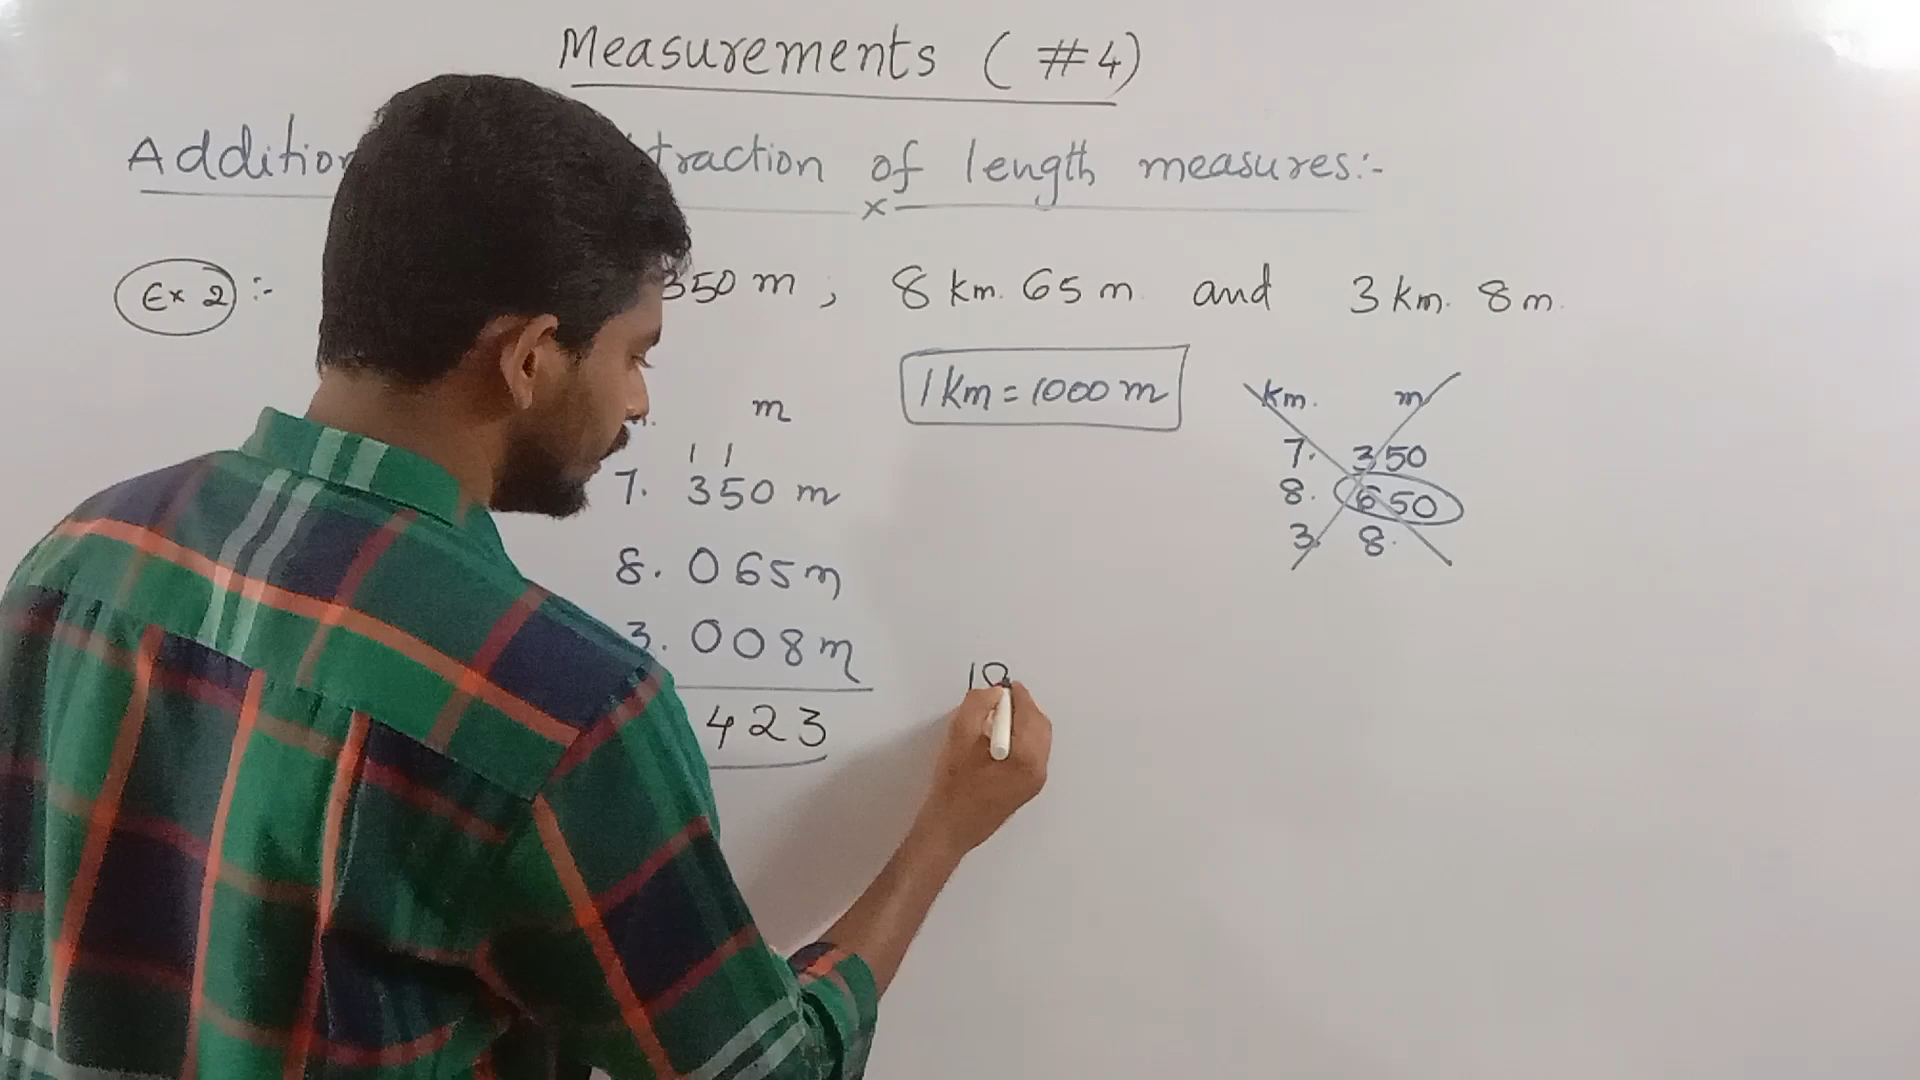 Measurements (#4)
Addition traction of length measures:-
x
Ex 2 :- 350 m, 8 km. 65 m. and 3 km. 8 m.
1 km = 1000 m
m
1 1
7. 350 m
8. 065 m
3. 008 m
423
km. m
7. 350
8. 650
3. 8.
18